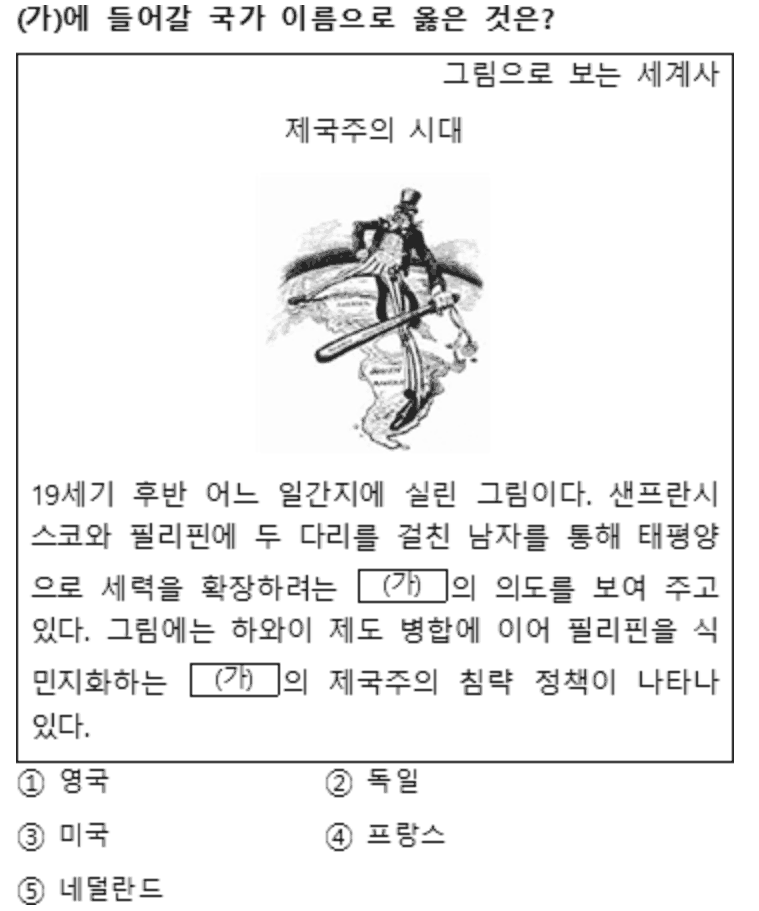 (가)에 들어갈 국가 이름으로 옳은 것은?
그림으로 보는 세계사
제국주의 시대
19세기 후반 어느 일간지에 실린 그림이다. 샌프란시
스코와 필리핀에 두 다리를 걸친 남자를 통해 태평양
으로 세력을 확장하려는 (가) 의 의도를 보여 주고
있다. 그림에는 하와이 제도 병합에 이어 필리핀을 식
민지화하는 (가) 의 제국주의 침략 정책이 나타나
있다.
① 영국 ② 독일
③ 미국 ④ 프랑스
⑤ 네덜란드